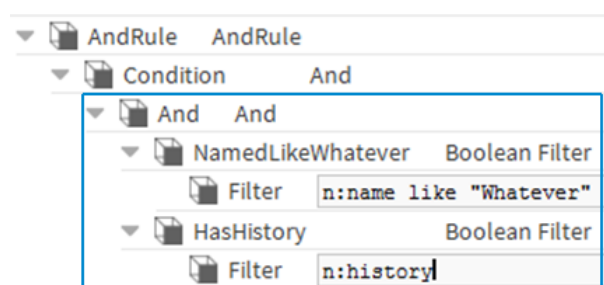 AndRule AndRule
Condition And
And And
NamedLikeWhatever Boolean Filter
Filter n:name like "Whatever"
HasHistory Boolean Filter
Filter n:history